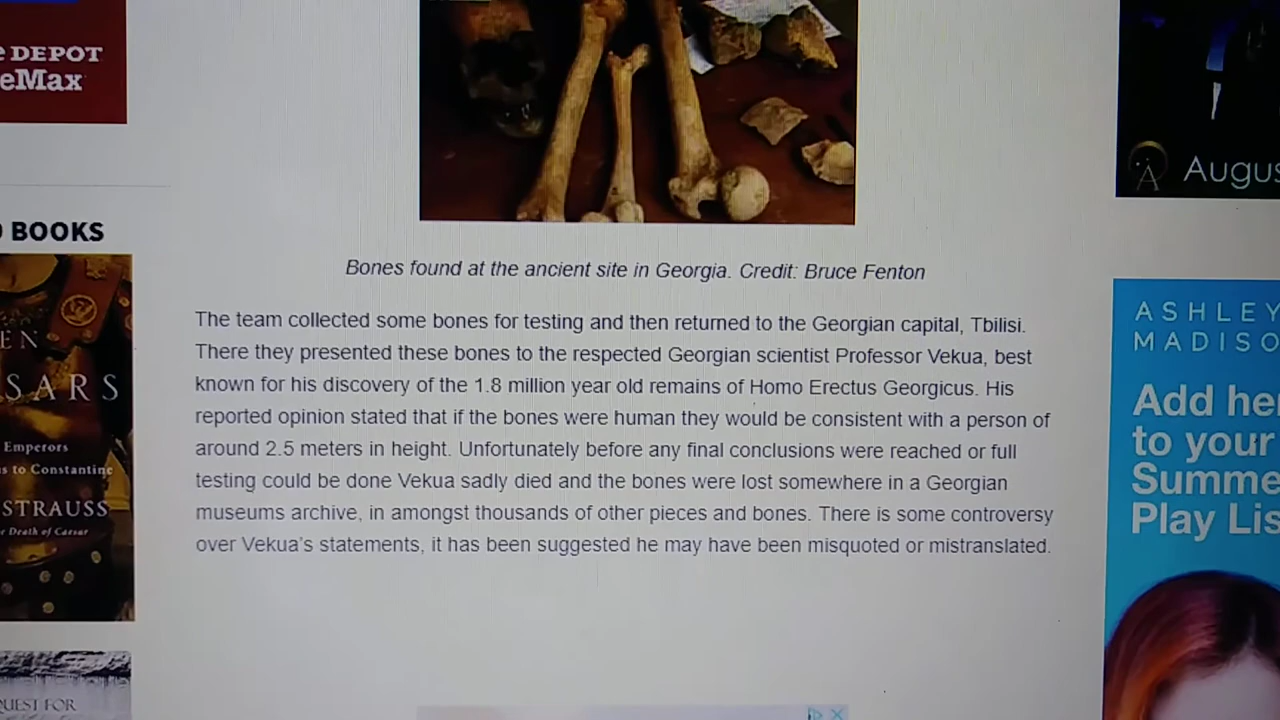 DEPOT
eMax
BOOKS
SARS
Emperors
to Constantine
STRAUSS
Death of Caesar
QUEST FOR
Bones found at the ancient site in Georgia. Credit: Bruce Fenton
The team collected some bones for testing and then returned to the Georgian capital, Tbilisi.
There they presented these bones to the respected Georgian scientist Professor Vekua, best
known for his discovery of the 1.8 million year old remains of Homo Erectus Georgicus. His
reported opinion stated that if the bones were human they would be consistent with a person of
around 2.5 meters in height. Unfortunately before any final conclusions were reached or full
testing could be done Vekua sadly died and the bones were lost somewhere in a Georgian
museums archive, in amongst thousands of other pieces and bones. There is some controversy
over Vekua's statements, it has been suggested he may have been misquoted or mistranslated.
Augus
ASHLEY
MADISO
Add he
to your
Summe
Play Lis